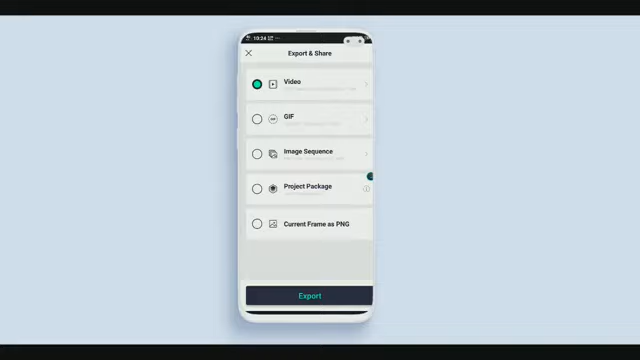 10:24
Export & Share
Video
GIF
Image Sequence
Project Package
Current Frame as PNG
Export